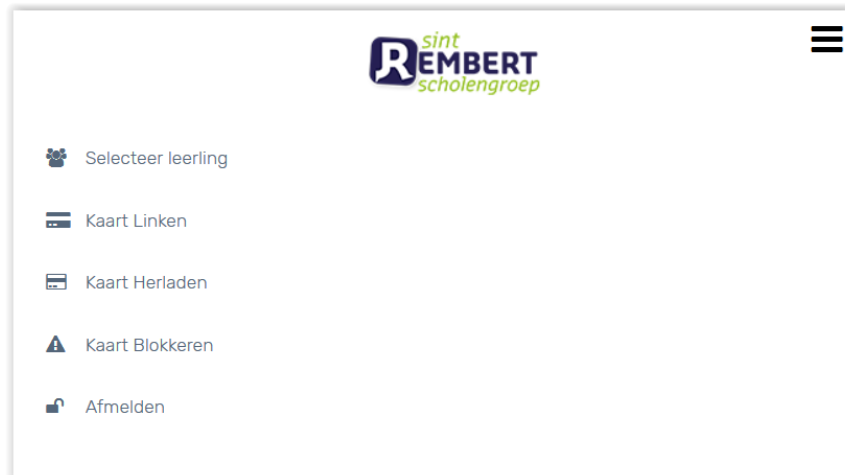 sint
REMBERT
scholengroep
Selecteer leerling
Kaart Linken
Kaart Herladen
Kaart Blokkeren
Afmelden